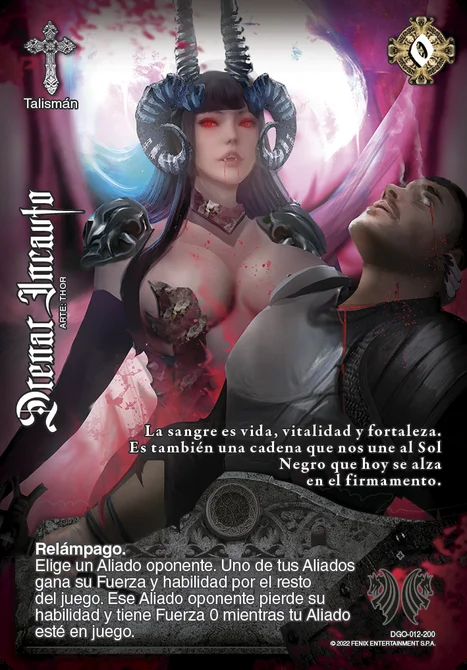 Talismán
0
Drenar Incauto
ARTE: THOR
La sangre es vida, vitalidad y fortaleza.
Es también una cadena que nos une al Sol
Negro que hoy se alza
en el firmamento.
Relámpago.
Elige un Aliado oponente. Uno de tus Aliados
gana su Fuerza y habilidad por el resto
del juego. Ese Aliado oponente pierde su
habilidad y tiene Fuerza 0 mientras tu Aliado
esté en juego.
DGO-012-200
© 2022 FENIX ENTERTAINMENT S.P.A.